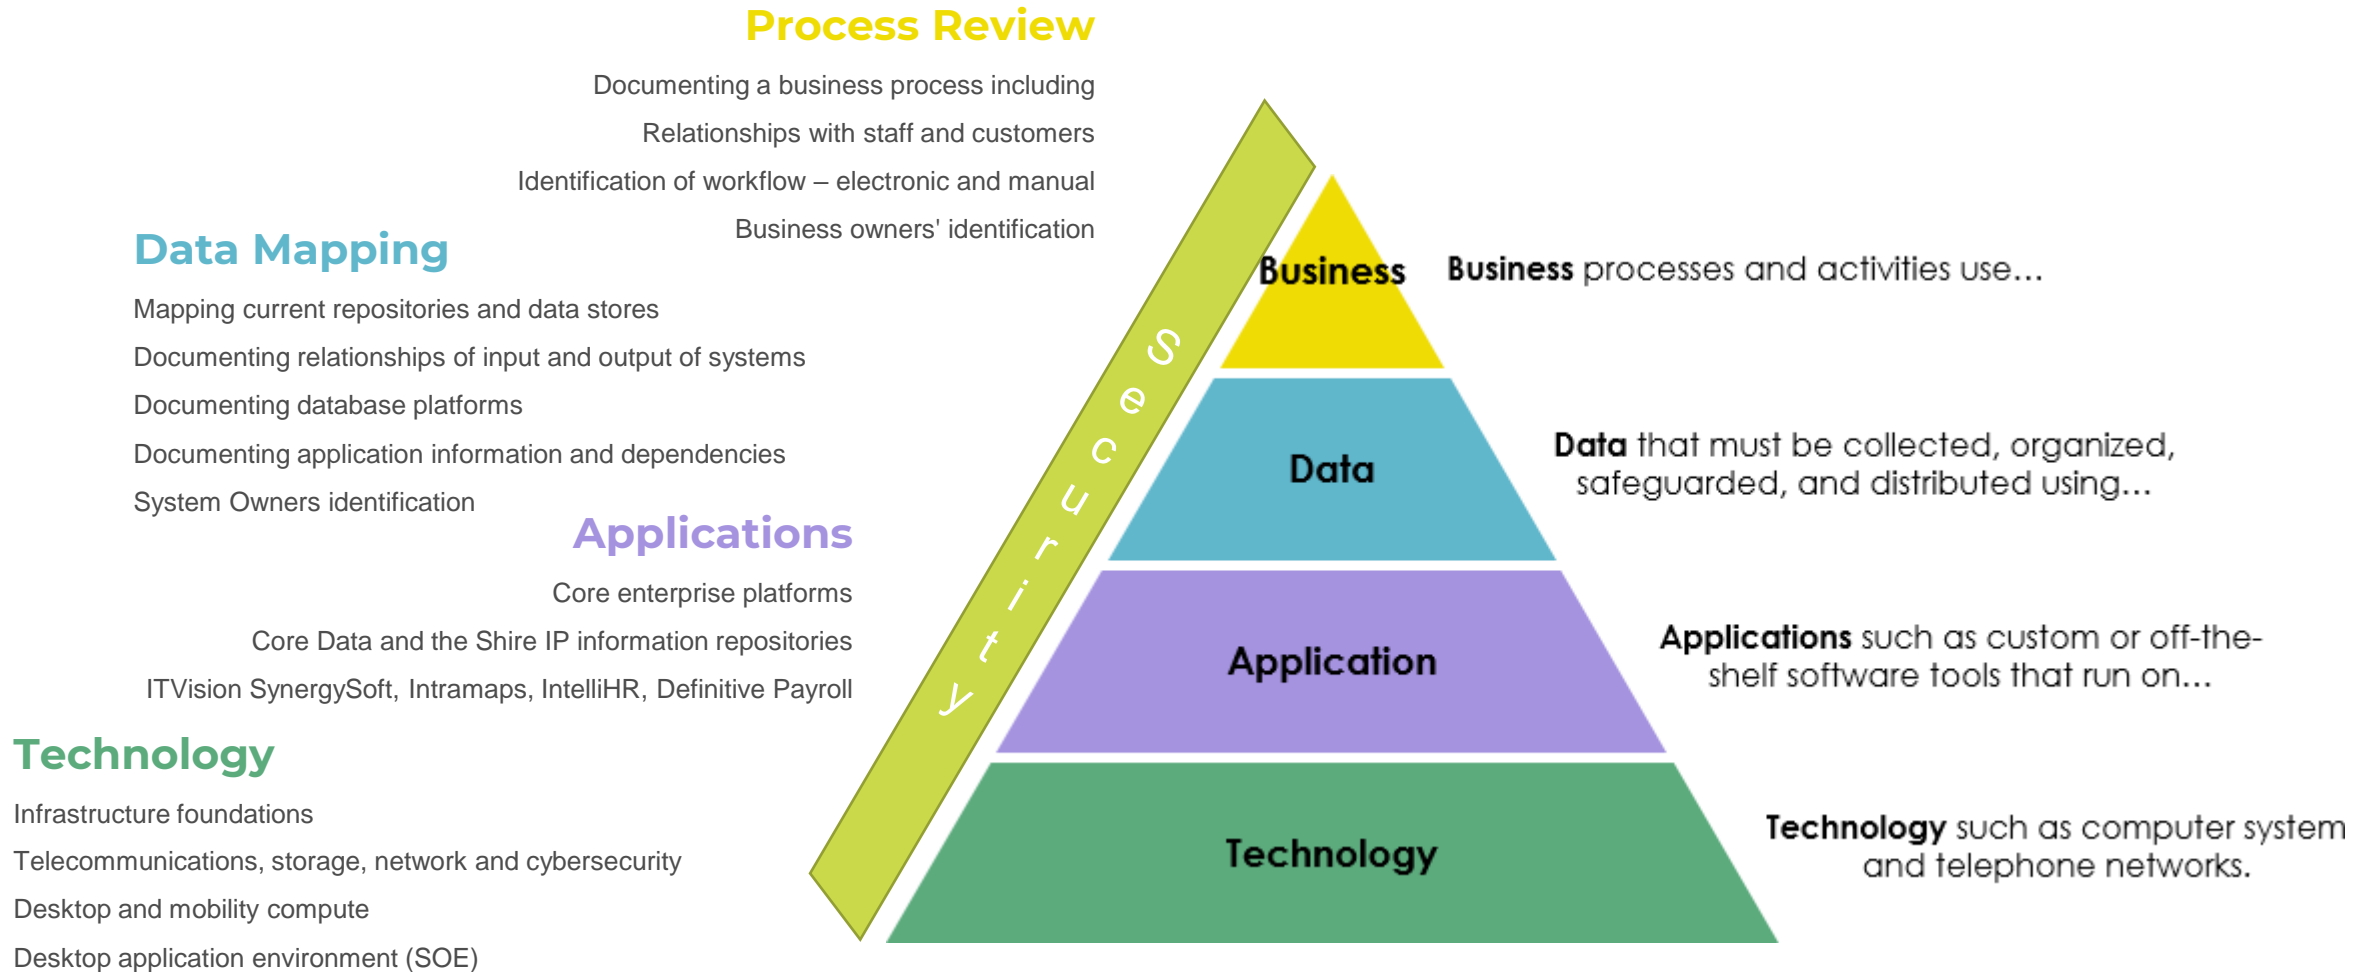 Process Review
Documenting a business process including
Relationships with staff and customers
Identification of workflow – electronic and manual
Business owners' identification
Data Mapping
Mapping current repositories and data stores
Documenting relationships of input and output of systems
Documenting database platforms
Documenting application information and dependencies
System Owners identification
Applications
Core enterprise platforms
Core Data and the Shire IP information repositories
ITVision SynergySoft, Intramaps, IntelliHR, Definitive Payroll
Technology
Infrastructure foundations
Telecommunications, storage, network and cybersecurity
Desktop and mobility compute
Desktop application environment (SOE)
Security
Business
Business processes and activities use...
Data
Data that must be collected, organized,
safeguarded, and distributed using...
Application
Applications such as custom or off-the-
shelf software tools that run on...
Technology
Technology such as computer system
and telephone networks.